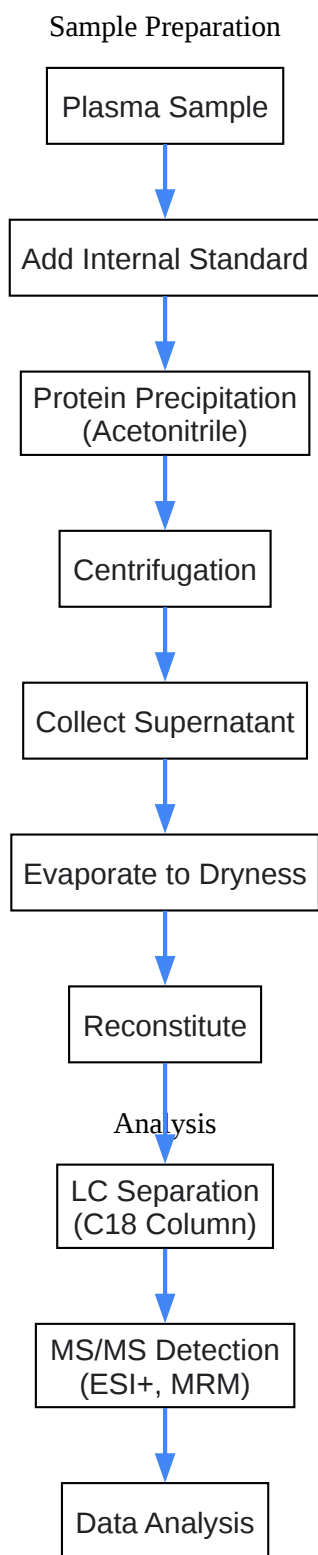 Sample Preparation
Plasma Sample
Add Internal Standard
Protein Precipitation
(Acetonitrile)
Centrifugation
Collect Supernatant
Evaporate to Dryness
Reconstitute
Analysis
LC Separation
(C18 Column)
MS/MS Detection
(ESI+, MRM)
Data Analysis